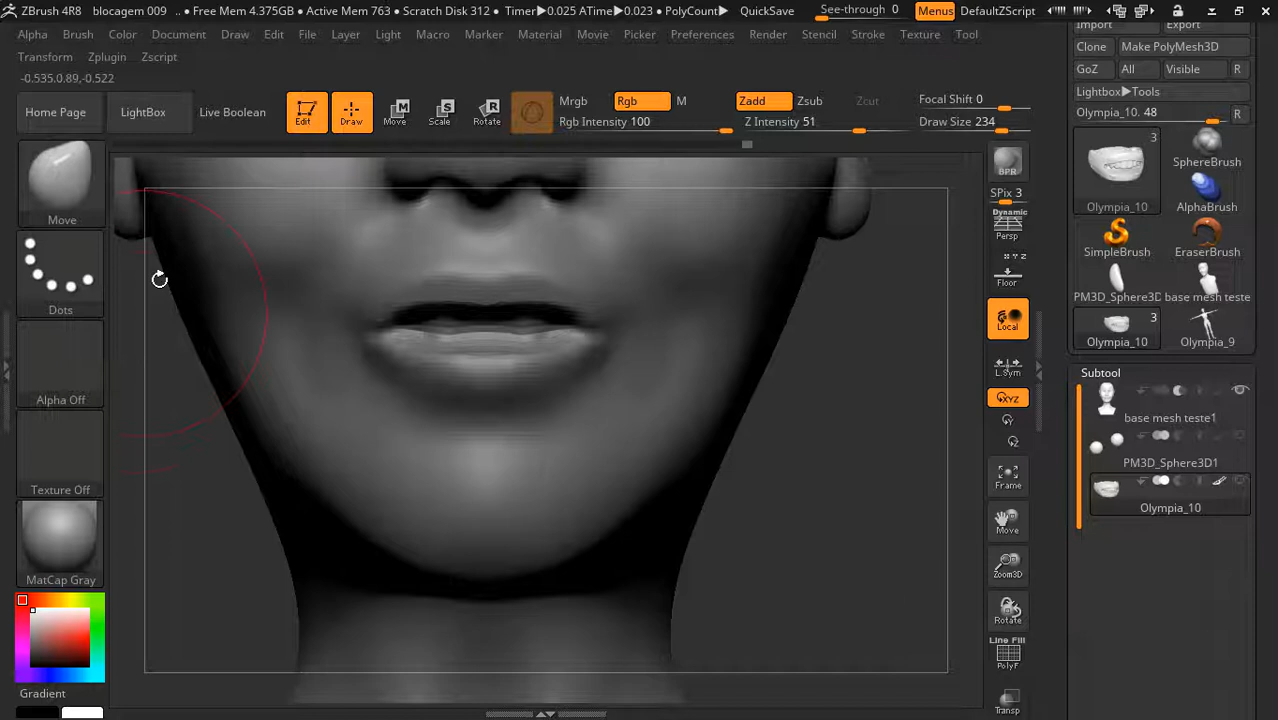 ZBrush 4R8 blocagem 009 • Free Mem 4.375GB • Active Mem 763 • Scratch Disk 312 • Timer▶0.025 ATime▶0.023 • PolyCount▶ QuickSave See-through 0 Menus DefaultZScript
Alpha Brush Color Document Draw Edit File Layer Light Macro Marker Material Movie Picker Preferences Render Stencil Stroke Texture Tool
Transform Zplugin Zscript
-0.535,0.89,-0.522
Home Page LightBox Live Boolean Edit Draw Move Scale Rotate Mrgb Rgb M Zadd Zsub Zcut Focal Shift 0
Rgb Intensity 100 Z Intensity 51 Draw Size 234
Import Export
Clone Make PolyMesh3D
GoZ All Visible R
Lightbox▶Tools
Olympia_10. 48 R
3
Olympia_10
SphereBrush
AlphaBrush
SimpleBrush EraserBrush
PM3D_Sphere3D base mesh teste
3
Olympia_10 Olympia_9
Subtool
base mesh teste1
PM3D_Sphere3D1
Olympia_10
Move
Dots
Alpha Off
Texture Off
MatCap Gray
Gradient
BPR
SPix 3
Dynamic
Persp
X Y Z
Floor
Local
L.Sym
XYZ
Y
Z
Frame
Move
Zoom3D
Rotate
Line Fill
PolyF
Transp